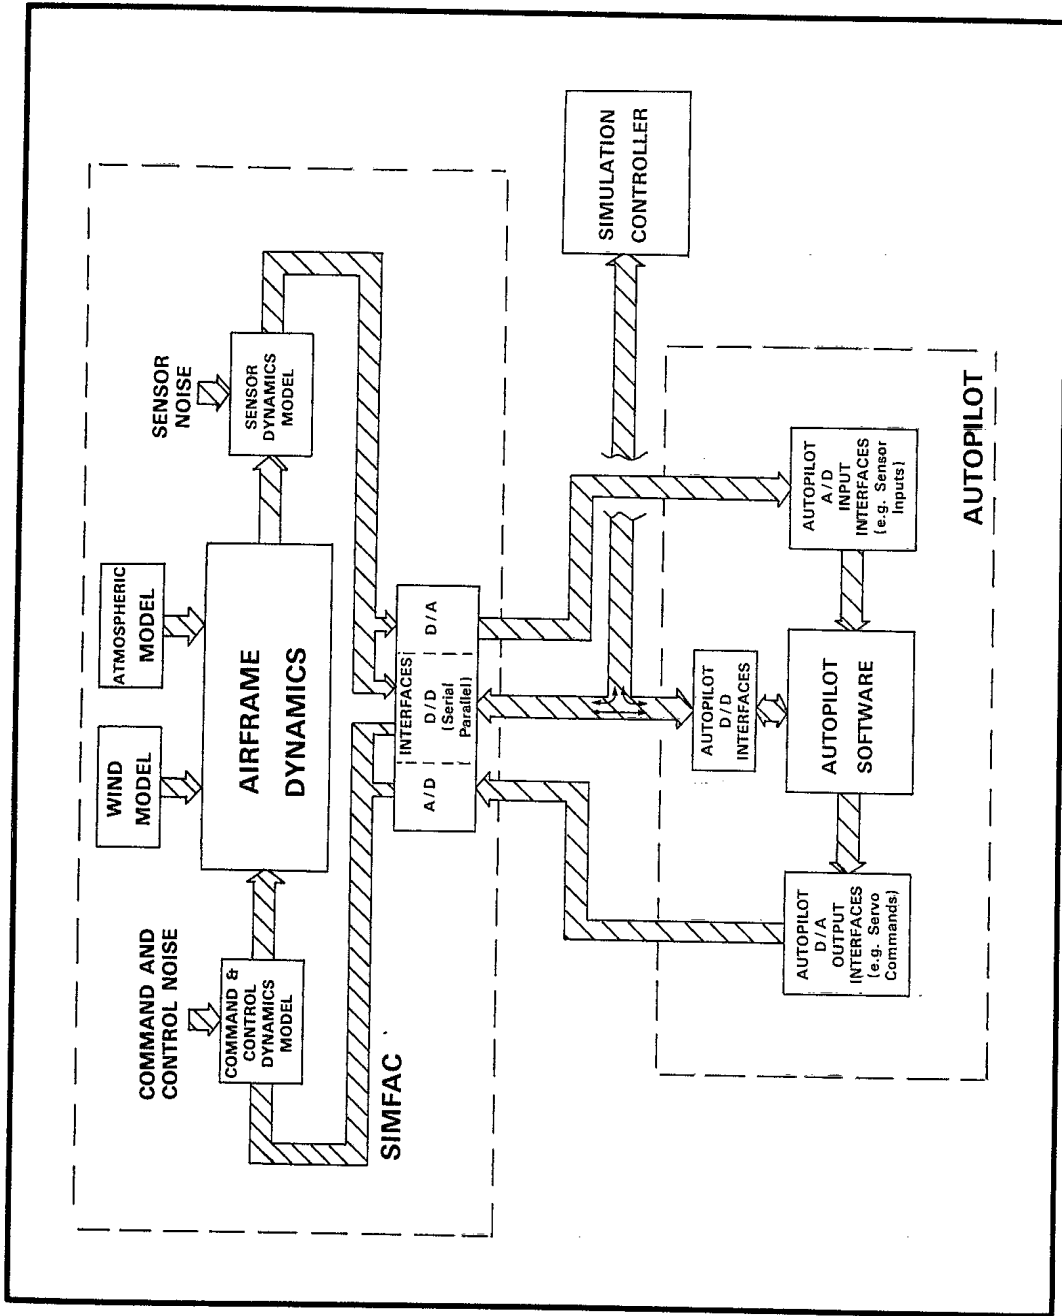 COMMAND AND
CONTROL NOISE
COMMAND &
CONTROL
DYNAMICS
MODEL
WIND
MODEL
ATMOSPHERIC
MODEL
AIRFRAME
DYNAMICS
SENSOR
NOISE
SENSOR
DYNAMICS
MODEL
SIMFAC
INTERFACES
A/D
D/D
(Serial
Parallel)
D/A
SIMULATION
CONTROLLER
AUTOPILOT
D/A
OUTPUT
INTERFACES
(e.g. Servo
Commands)
AUTOPILOT
D/D
INTERFACES
AUTOPILOT
SOFTWARE
AUTOPILOT
A/D
INPUT
INTERFACES
(e.g. Sensor
Inputs)
AUTOPILOT